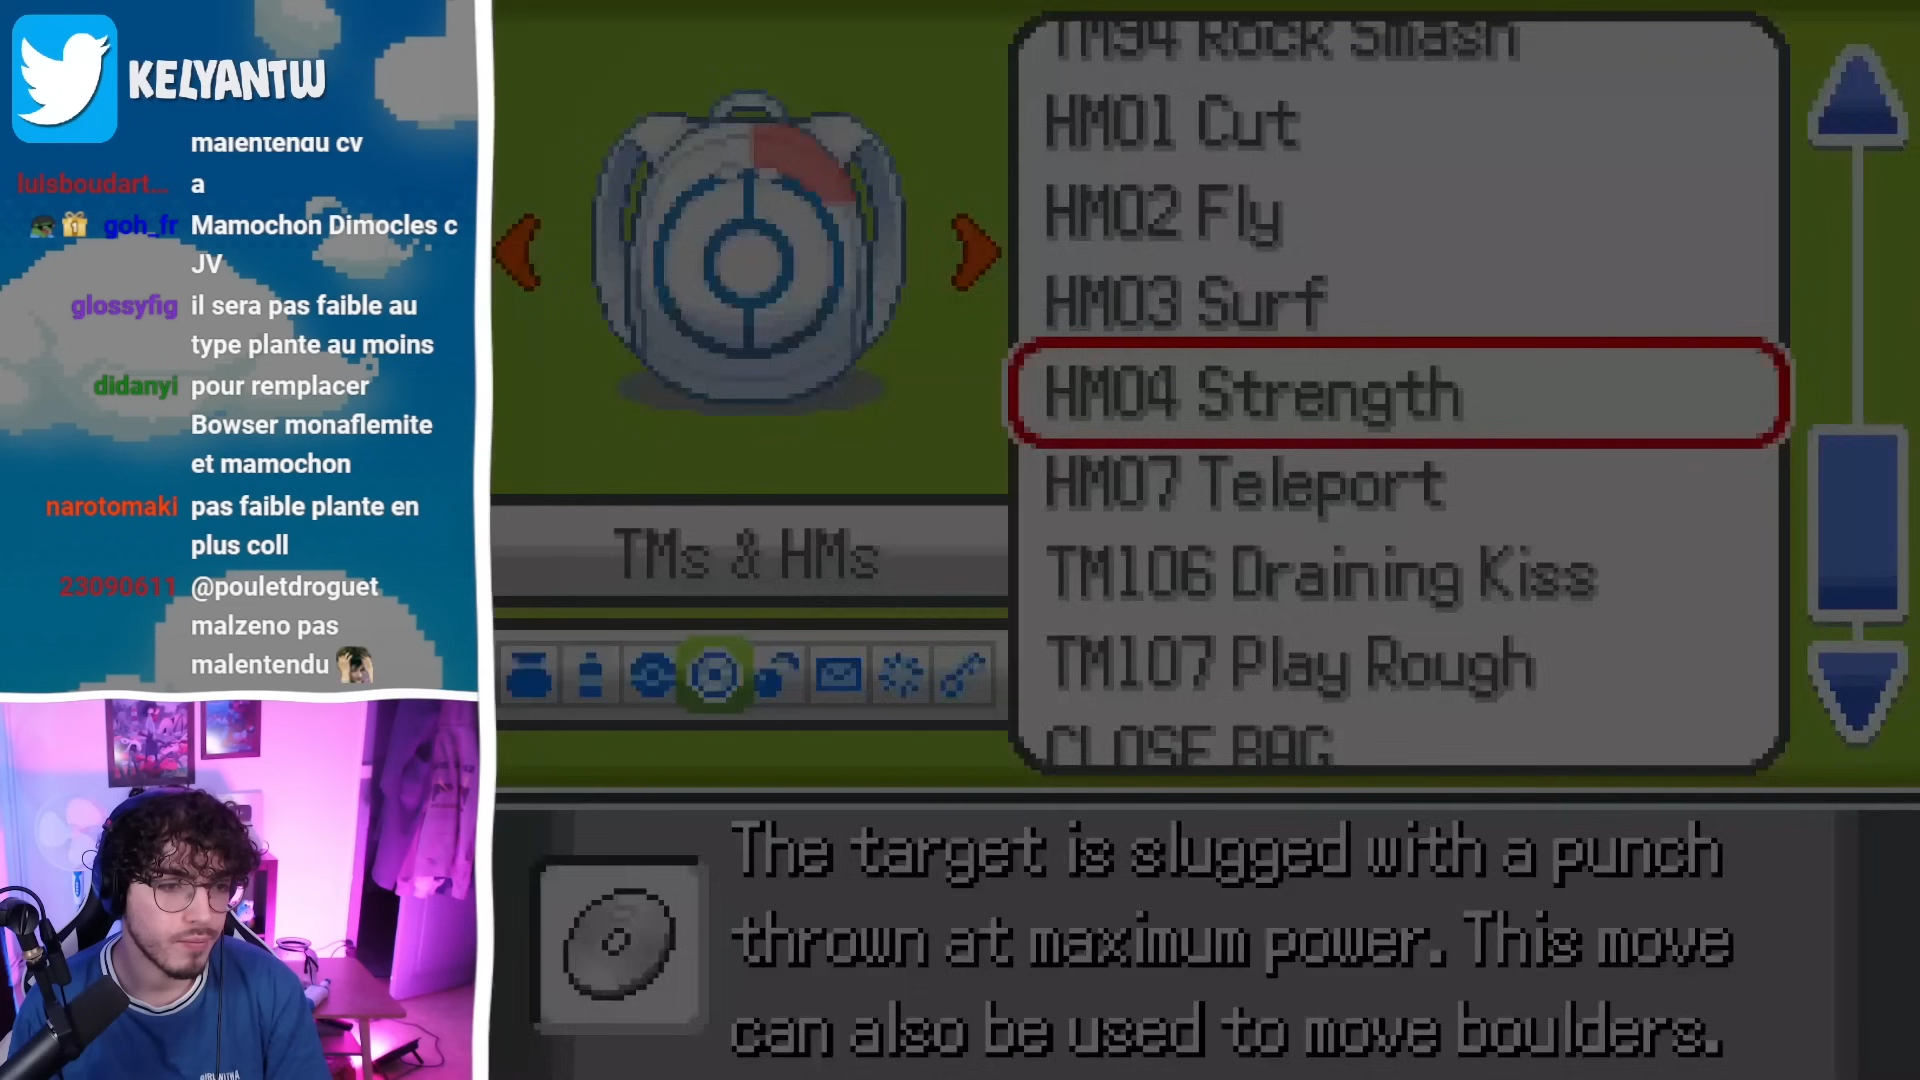 KELYANTW
malentendu cv
luisboudart... a
goh_fr Mamochon Dimocles c
JV
glossyfig il sera pas faible au
type plante au moins
didanyi pour remplacer
Bowser monaflemite
et mamochon
narotomaki pas faible plante en
plus coll
23090611 @pouletdroguet
malzeno pas
malentendu
TMs & HMs
TM94 Rock Smash
HM01 Cut
HM02 Fly
HM03 Surf
HM04 Strength
HM07 Teleport
TM106 Draining Kiss
TM107 Play Rough
CLOSE BAG
The target is slugged with a punch
thrown at maximum power. This move
can also be used to move boulders.